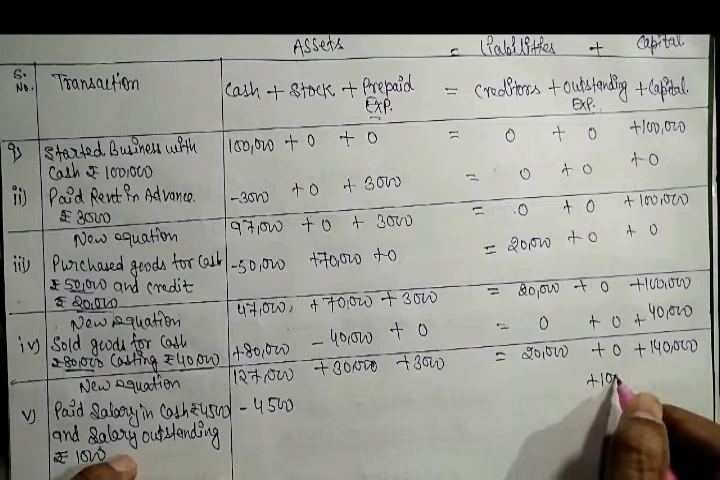 Assets = Liabilities + Capital
S. No. Transaction Cash + Stock + Prepaid Exp. = Creditors + outstanding Exp. + Capital
i) Started Business with 100,000 + 0 + 0 = 0 + 0 +100,000
Cash ₹ 100,000
ii) Paid Rent in Advance. -3000 + 0 + 3000 = 0 + 0 + 0
₹ 3000
New equation 97,000 + 0 + 3000 = 0 + 0 + 100,000
iii) Purchased goods for Cash -50,000 +70,000 +0 = 20,000 + 0 + 0
₹ 50,000 and credit
₹ 20,000
New equation 47,000, + 70,000 + 3000 = 20,000 + 0 +100,000
iv) Sold goods for Cash +80,000 - 40,000 + 0 = 0 + 0 + 40,000
₹ 80,000 Costing ₹ 40,000
New equation 127,000 + 30,000 + 3000 = 20,000 + 0 + 140,000
v) Paid Salary in Cash ₹ 4500 - 4500
and Salary outstanding
₹ 1000